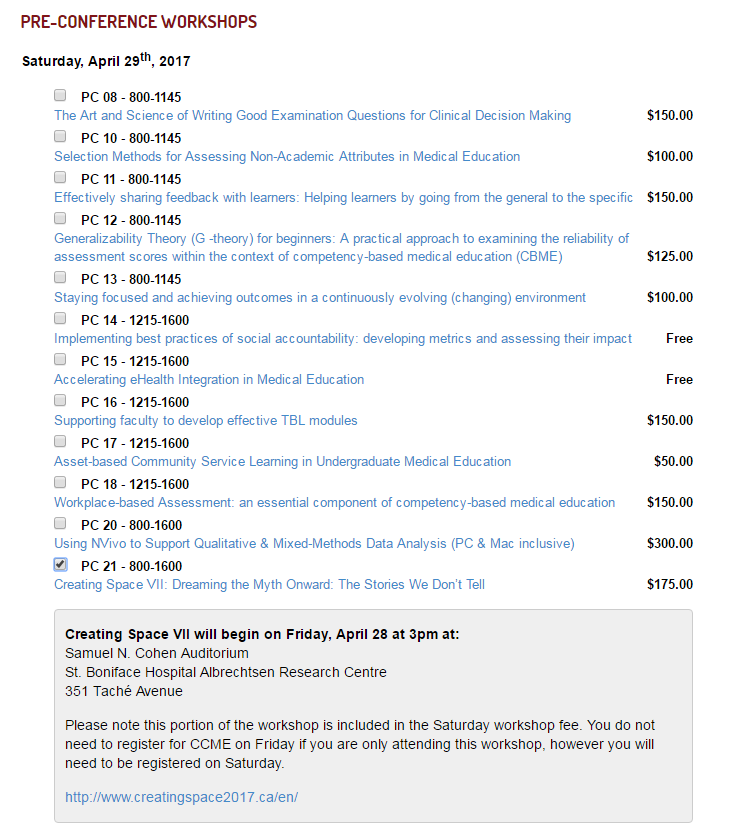 PRE-CONFERENCE WORKSHOPS
Saturday, April 29th, 2017
PC 08 - 800-1145
The Art and Science of Writing Good Examination Questions for Clinical Decision Making $150.00
PC 10 - 800-1145
Selection Methods for Assessing Non-Academic Attributes in Medical Education $100.00
PC 11 - 800-1145
Effectively sharing feedback with learners: Helping learners by going from the general to the specific $150.00
PC 12 - 800-1145
Generalizability Theory (G -theory) for beginners: A practical approach to examining the reliability of
assessment scores within the context of competency-based medical education (CBME) $125.00
PC 13 - 800-1145
Staying focused and achieving outcomes in a continuously evolving (changing) environment $100.00
PC 14 - 1215-1600
Implementing best practices of social accountability: developing metrics and assessing their impact Free
PC 15 - 1215-1600
Accelerating eHealth Integration in Medical Education Free
PC 16 - 1215-1600
Supporting faculty to develop effective TBL modules $150.00
PC 17 - 1215-1600
Asset-based Community Service Learning in Undergraduate Medical Education $50.00
PC 18 - 1215-1600
Workplace-based Assessment: an essential component of competency-based medical education $150.00
PC 20 - 800-1600
Using NVivo to Support Qualitative & Mixed-Methods Data Analysis (PC & Mac inclusive) $300.00
PC 21 - 800-1600
Creating Space VII: Dreaming the Myth Onward: The Stories We Don't Tell $175.00
Creating Space VII will begin on Friday, April 28 at 3pm at:
Samuel N. Cohen Auditorium
St. Boniface Hospital Albrechtsen Research Centre
351 Taché Avenue
Please note this portion of the workshop is included in the Saturday workshop fee. You do not
need to register for CCME on Friday if you are only attending this workshop, however you will
need to be registered on Saturday.
http://www.creatingspace2017.ca/en/